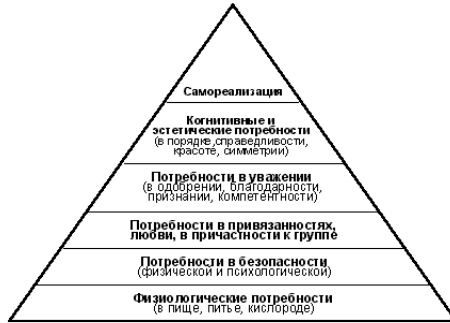 Самореализация
Когнитивные и
эстетические потребности
(в порядке,справедливости,
красоте, симметрии)
Потребности в уважении
(в одобрении, благодарности,
признании, компетентности)
Потребности в привязанностях,
любви, в причастности к группе
Потребности в безопасности
(физической и психологической)
Физиологические потребности
(в пище, питье, кислороде)